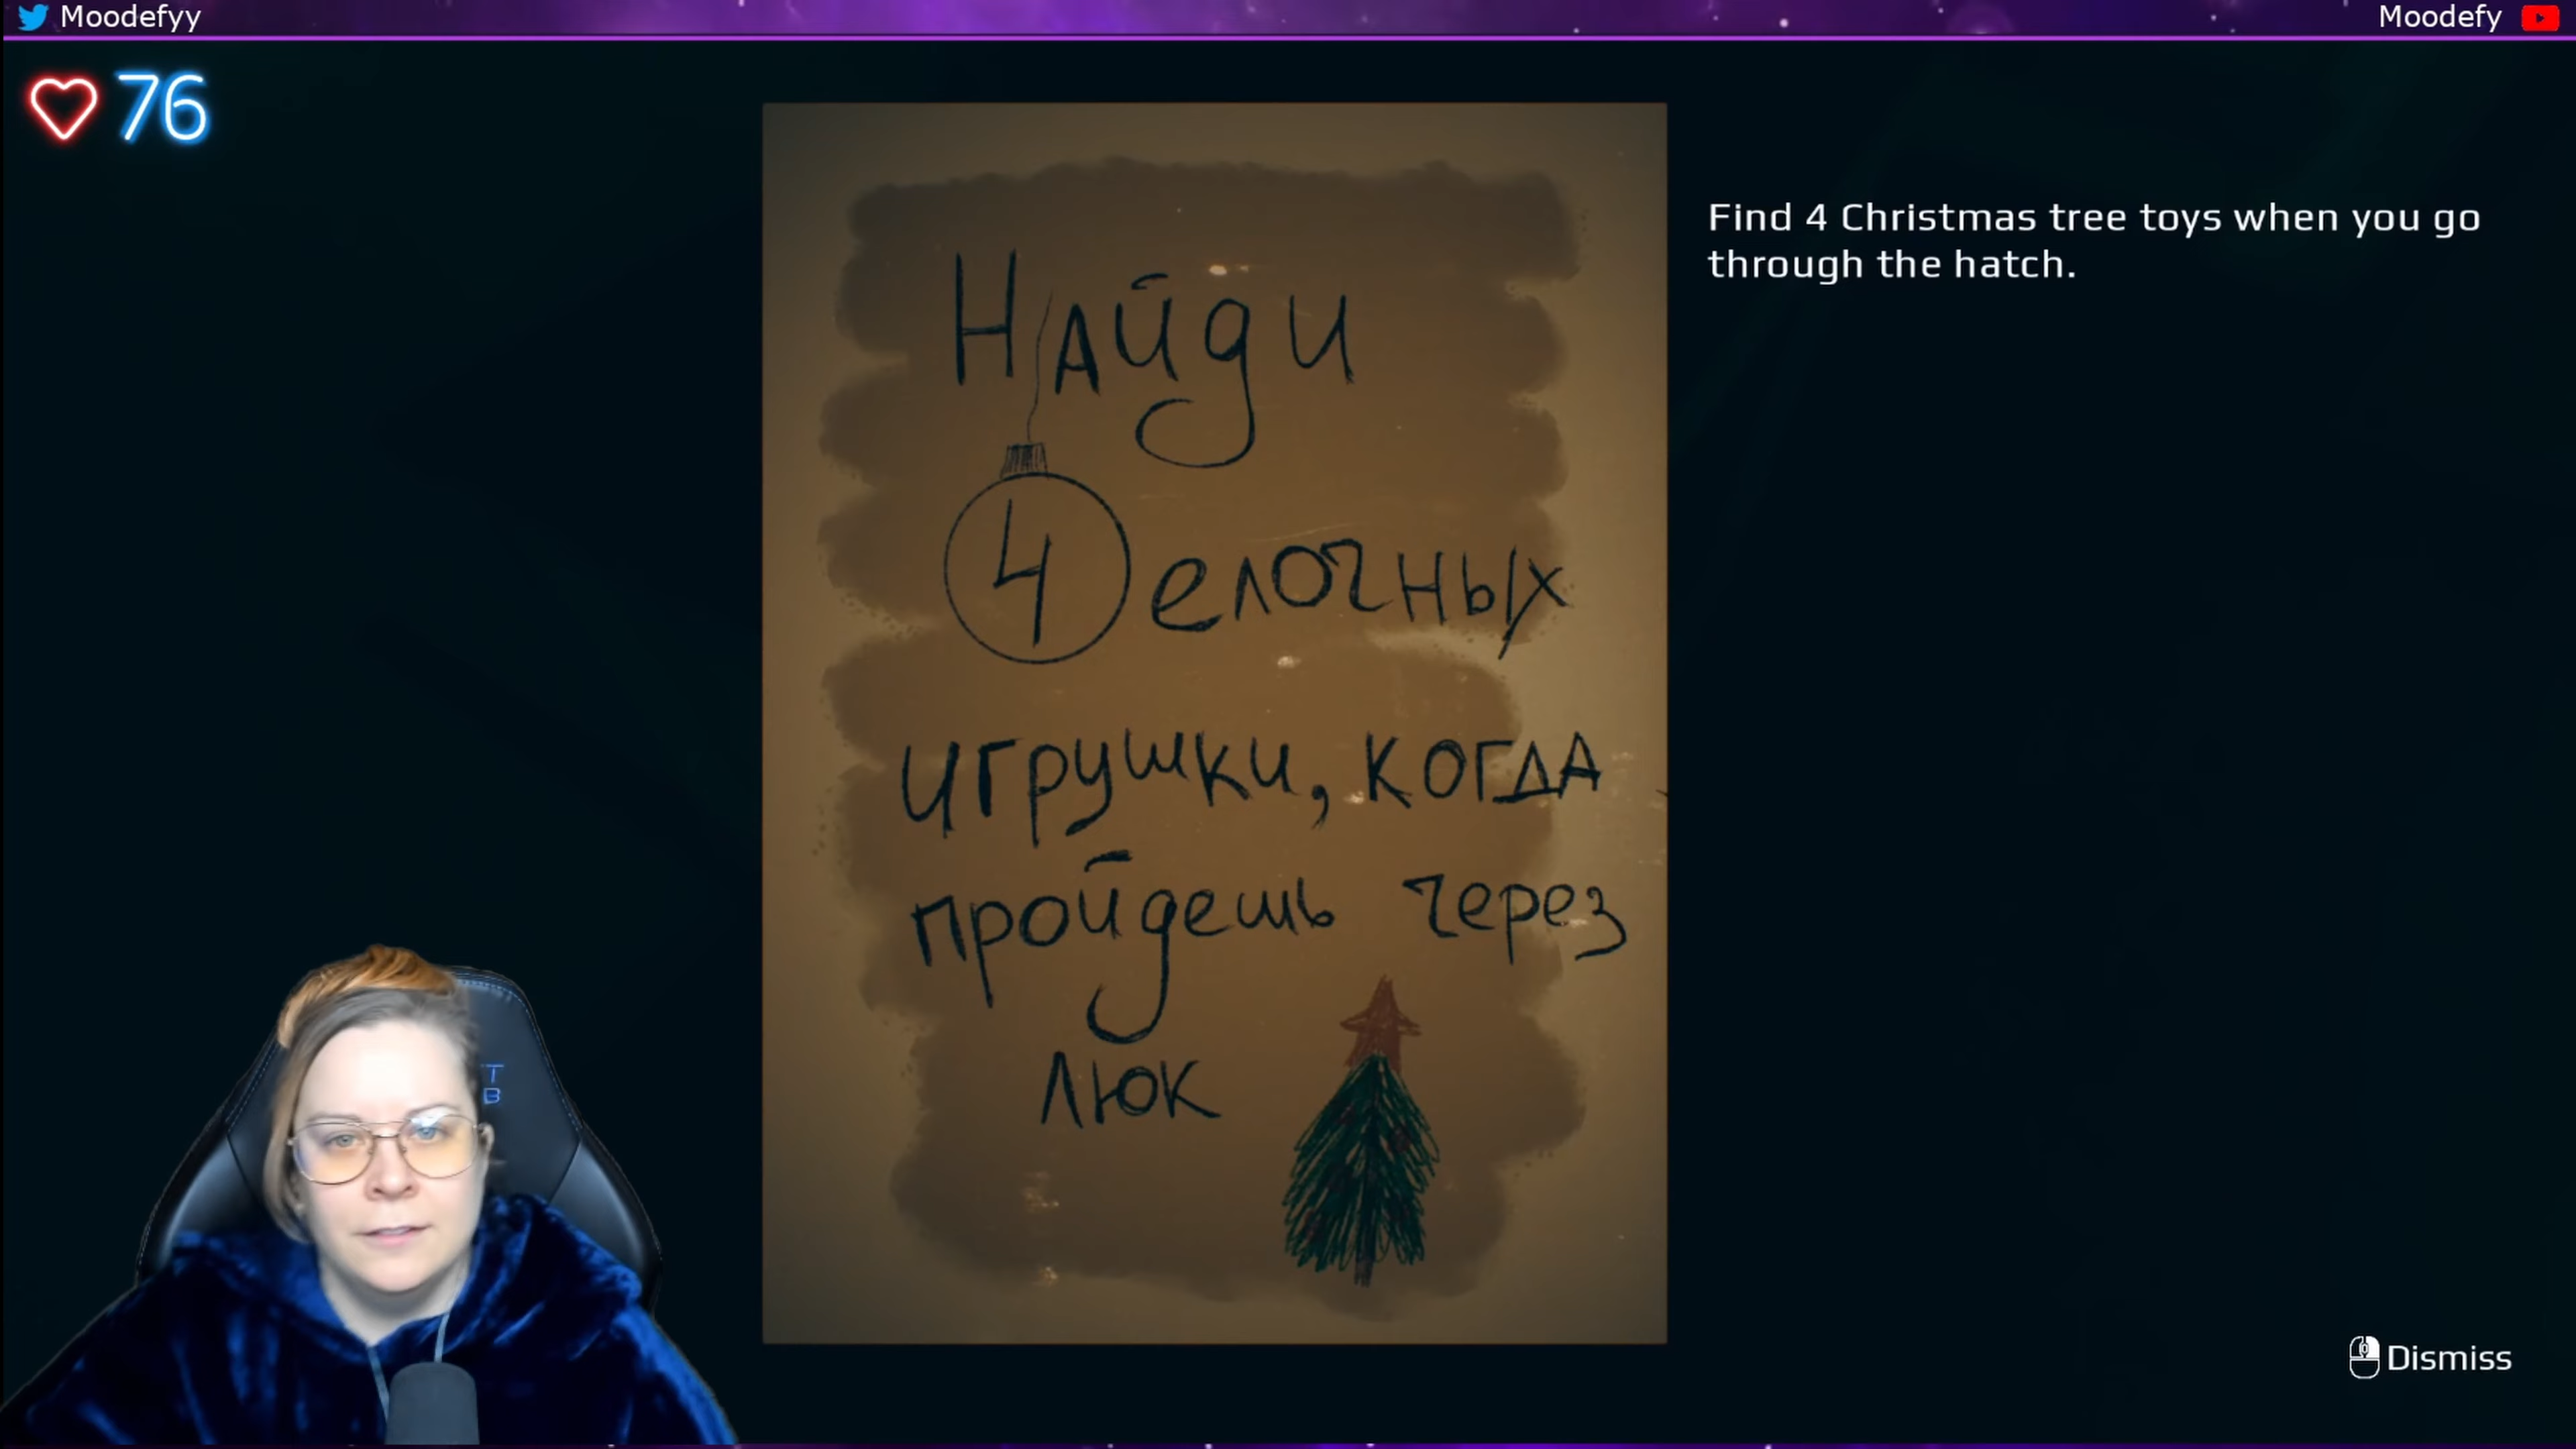 Moodefyy
Moodefy
76
Найди
4 елочных
игрушки, когда
пройдешь через
люк
Find 4 Christmas tree toys when you go
through the hatch.
T
B
Dismiss